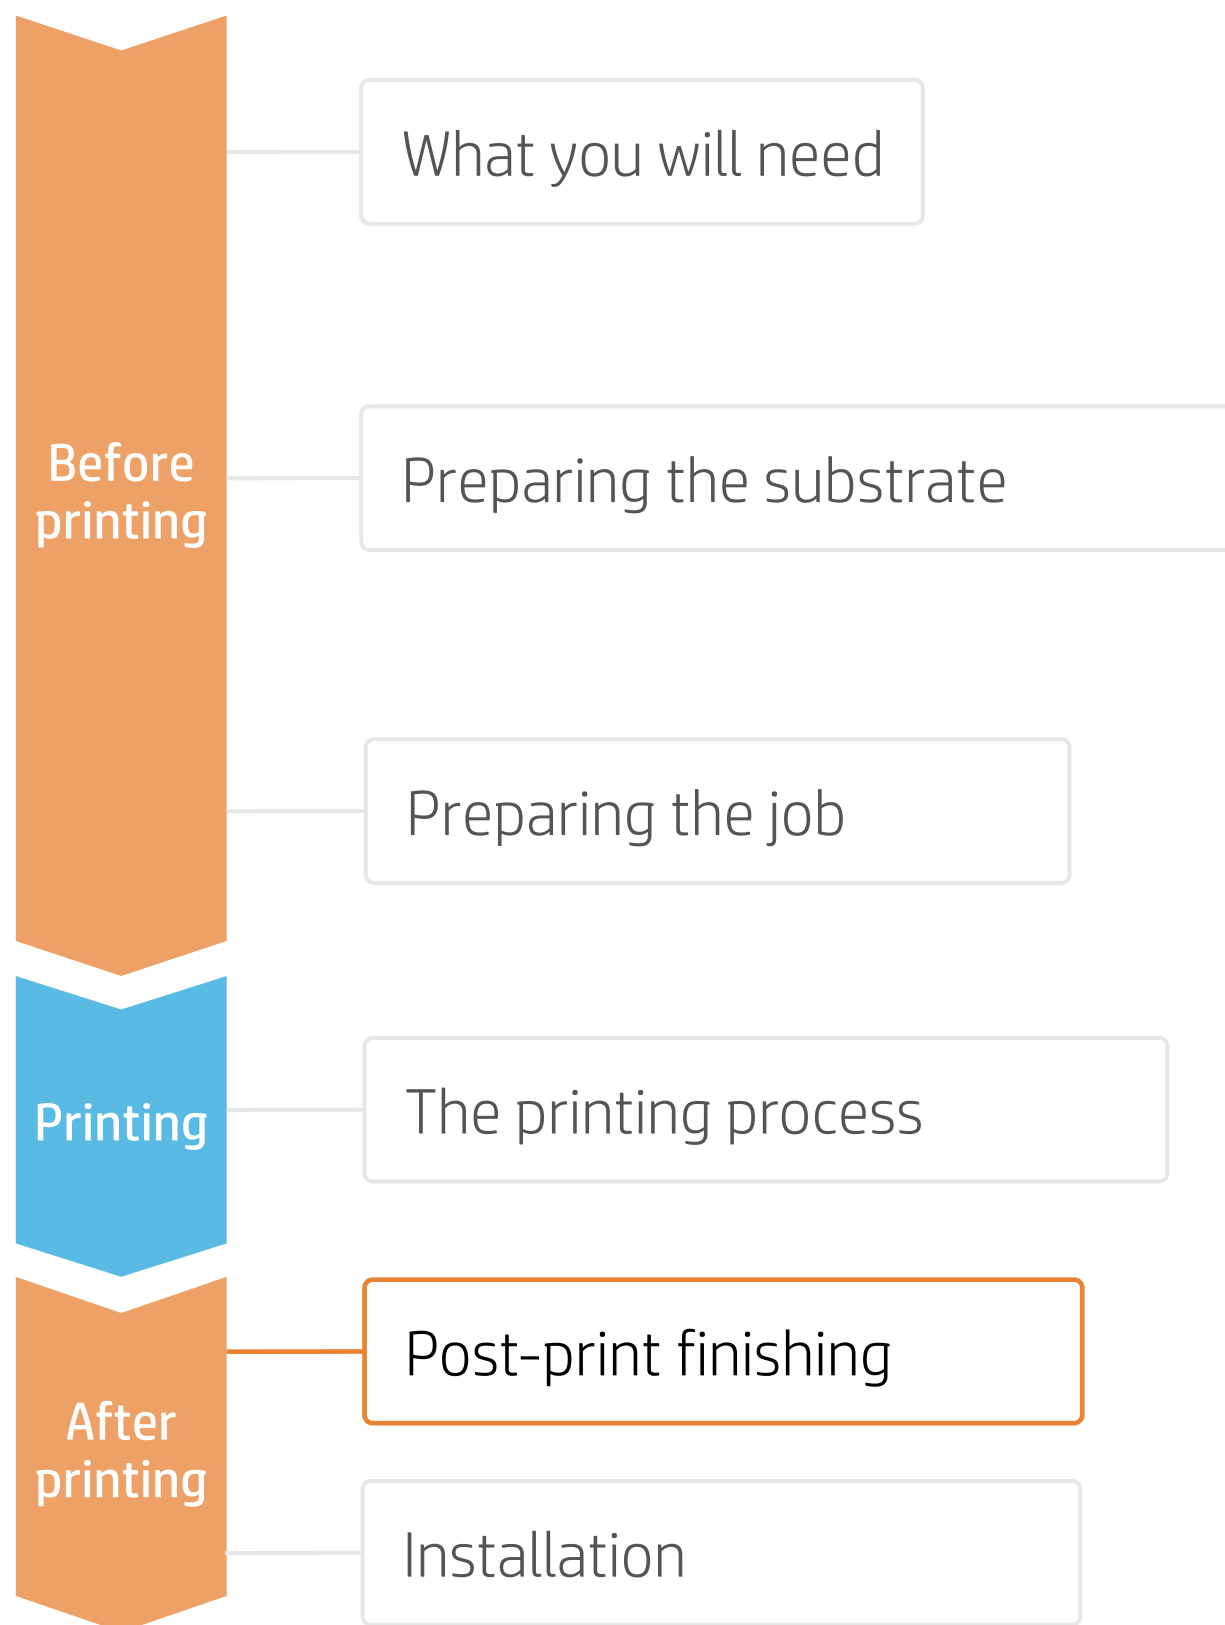 What you will need
Before
printing
Preparing the substrate
Preparing the job
Printing
The printing process
Post-print finishing
After
printing
Installation